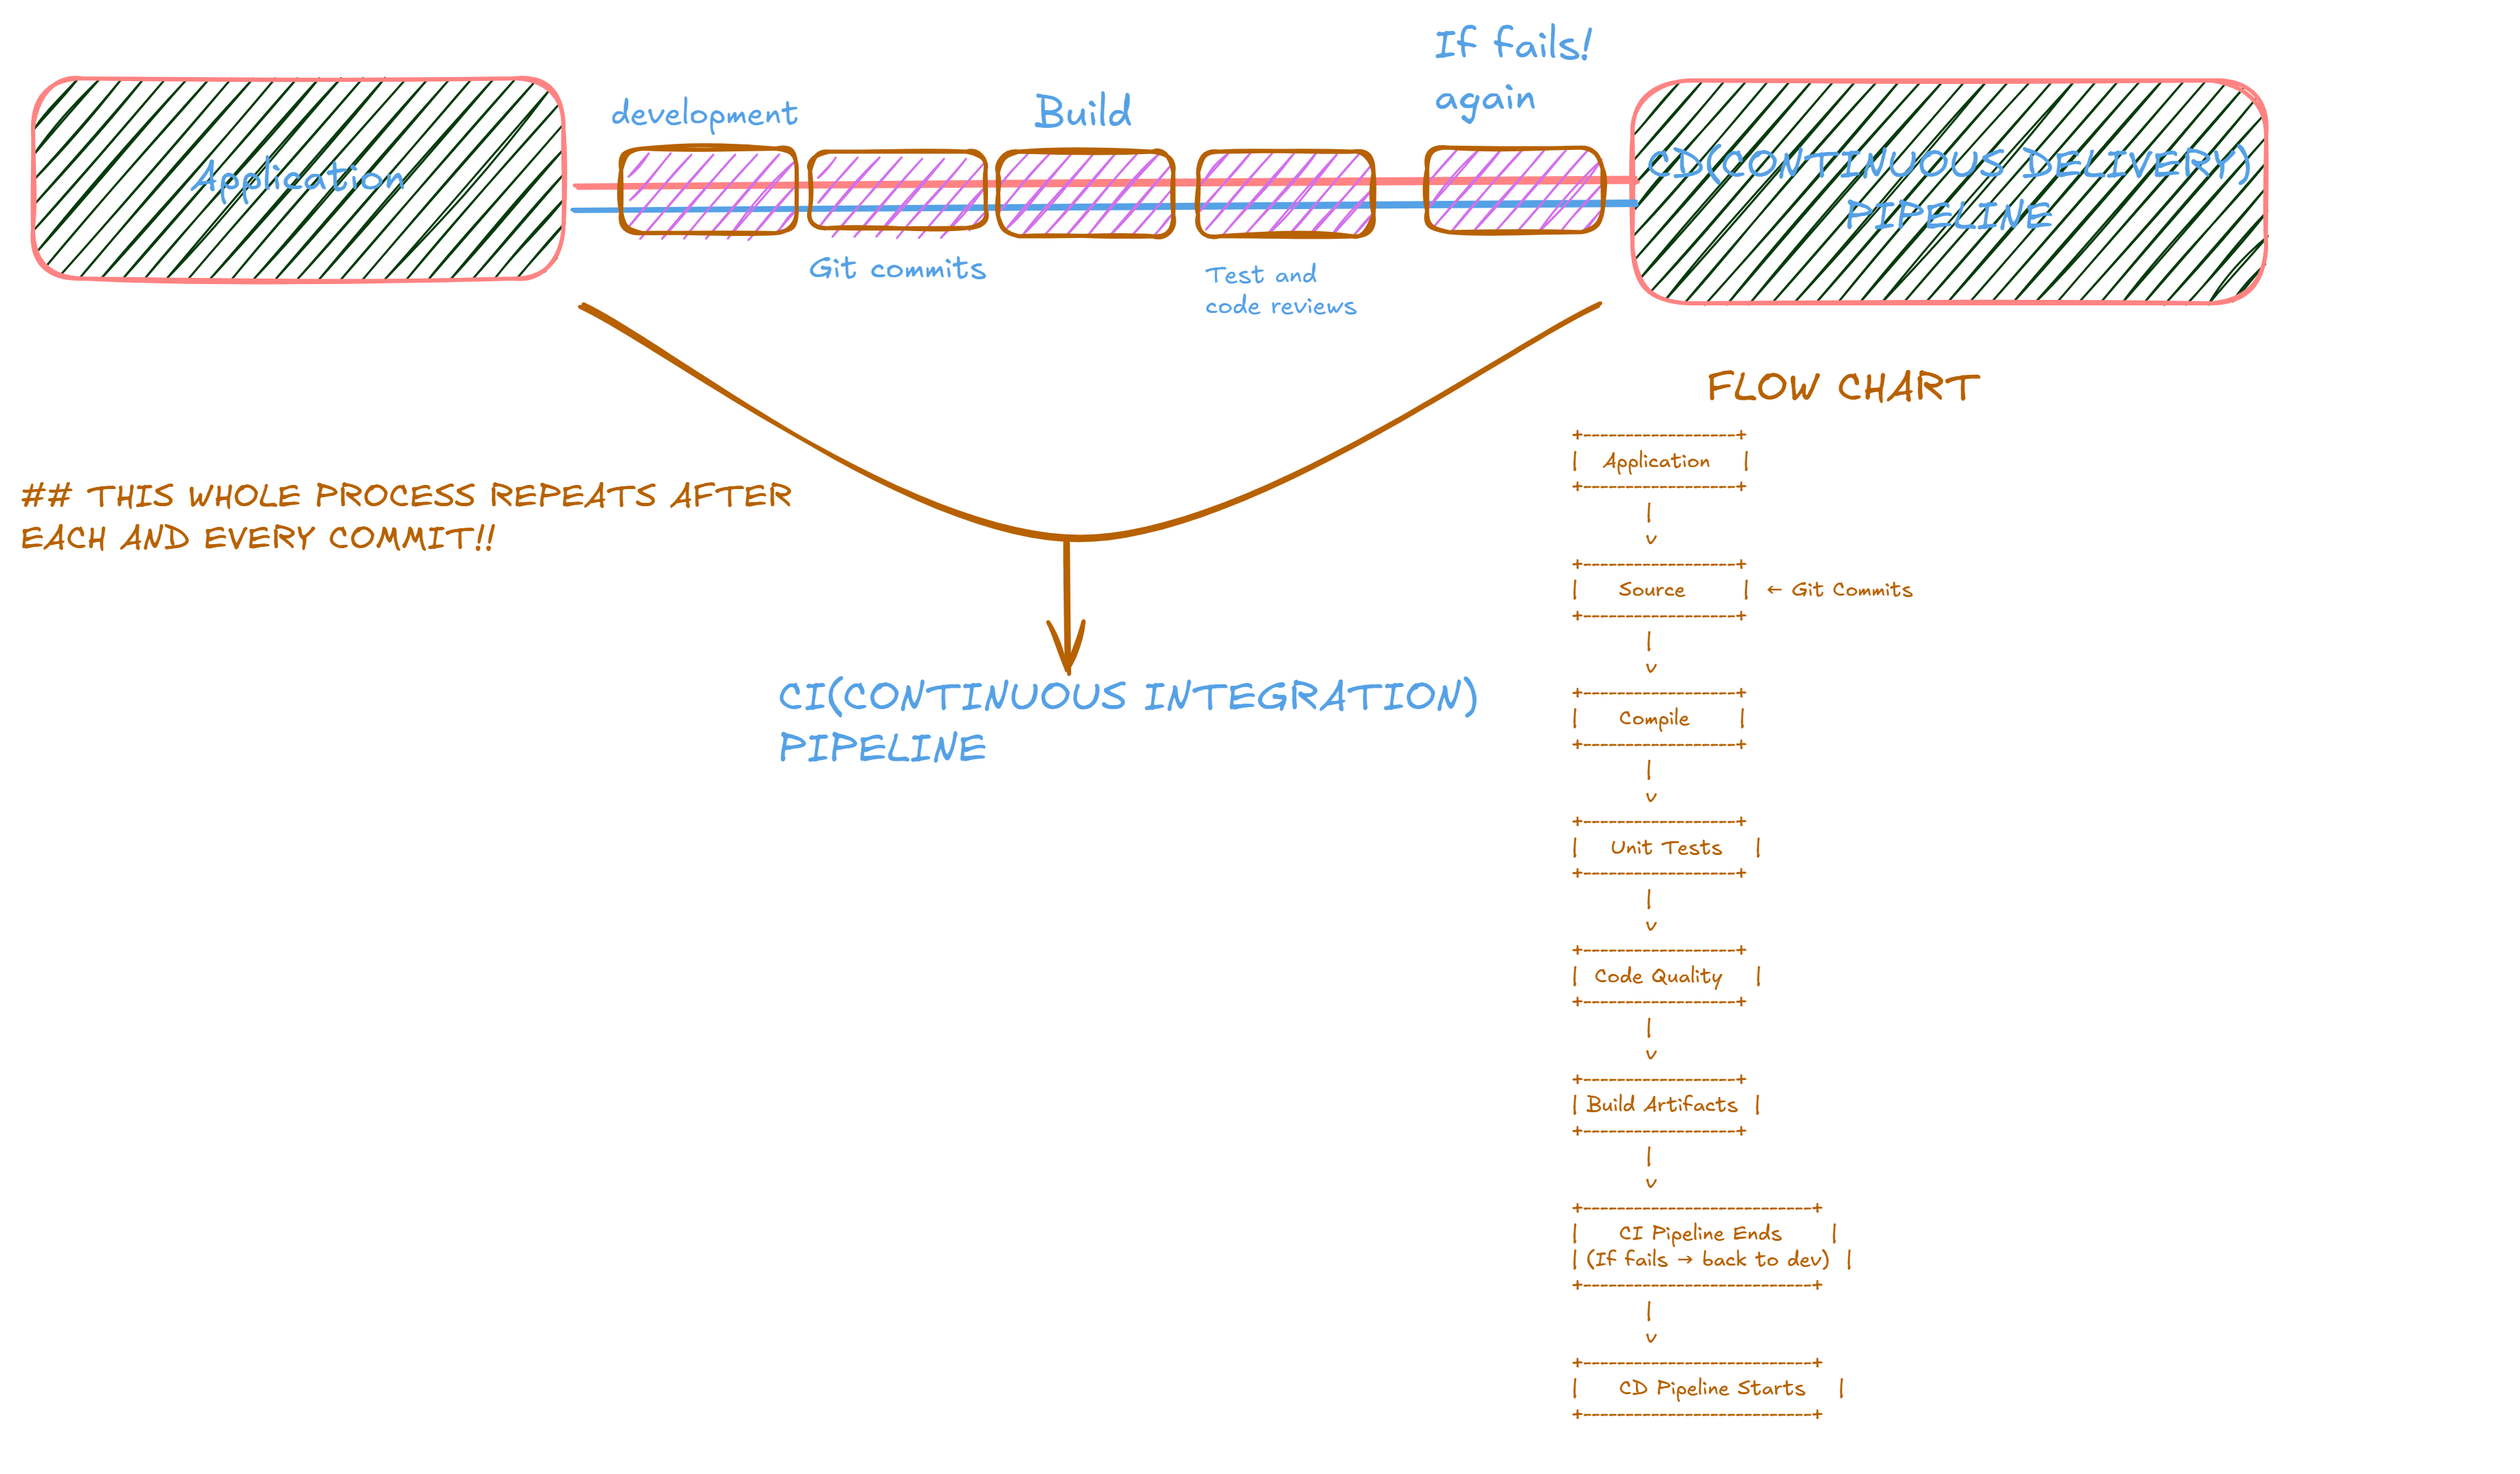 If fails!
again
development
Build
Application
CD(CONTINUOUS DELIVERY)
PIPELINE
Git commits
Test and
code reviews
FLOW CHART
## THIS WHOLE PROCESS REPEATS AFTER
EACH AND EVERY COMMIT!!
CI(CONTINUOUS INTEGRATION)
PIPELINE
+------------------+
|   Application    |
+------------------+
|
v
+------------------+
|     Source       |  ← Git Commits
+------------------+
|
v
+------------------+
|     Compile      |
+------------------+
|
v
+------------------+
|    Unit Tests    |
+------------------+
|
v
+------------------+
|  Code Quality    |
+------------------+
|
v
+------------------+
| Build Artifacts  |
+------------------+
|
v
+---------------------------+
|     CI Pipeline Ends      |
| (If fails → back to dev)  |
+---------------------------+
|
v
+---------------------------+
|     CD Pipeline Starts    |
+---------------------------+